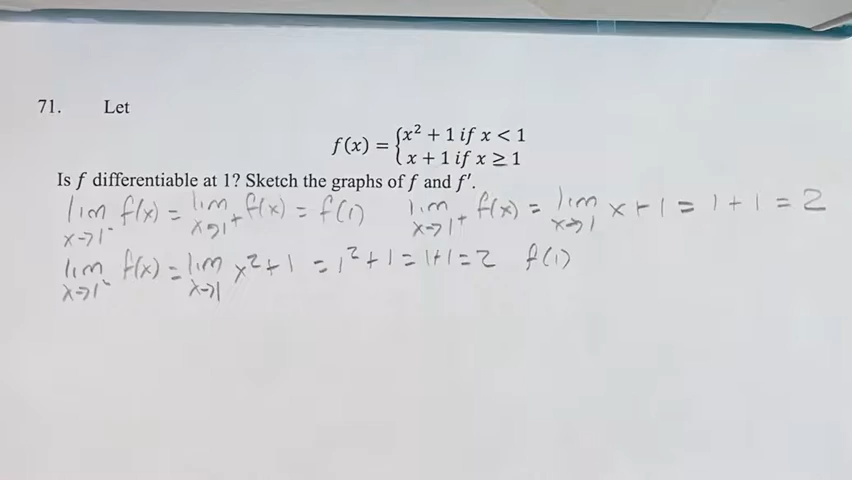 71. Let
f(x) = {x² + 1 if x < 1
x + 1 if x ≥ 1
Is f differentiable at 1? Sketch the graphs of f and f′.
lim x→1⁻ f(x) = lim x→1⁺ f(x) = f(1) lim x→1⁺ f(x) = lim x→1 x + 1 = 1 + 1 = 2
lim x→1⁻ f(x) = lim x→1 x² + 1 = 1² + 1 = 1 + 1 = 2 f(1)